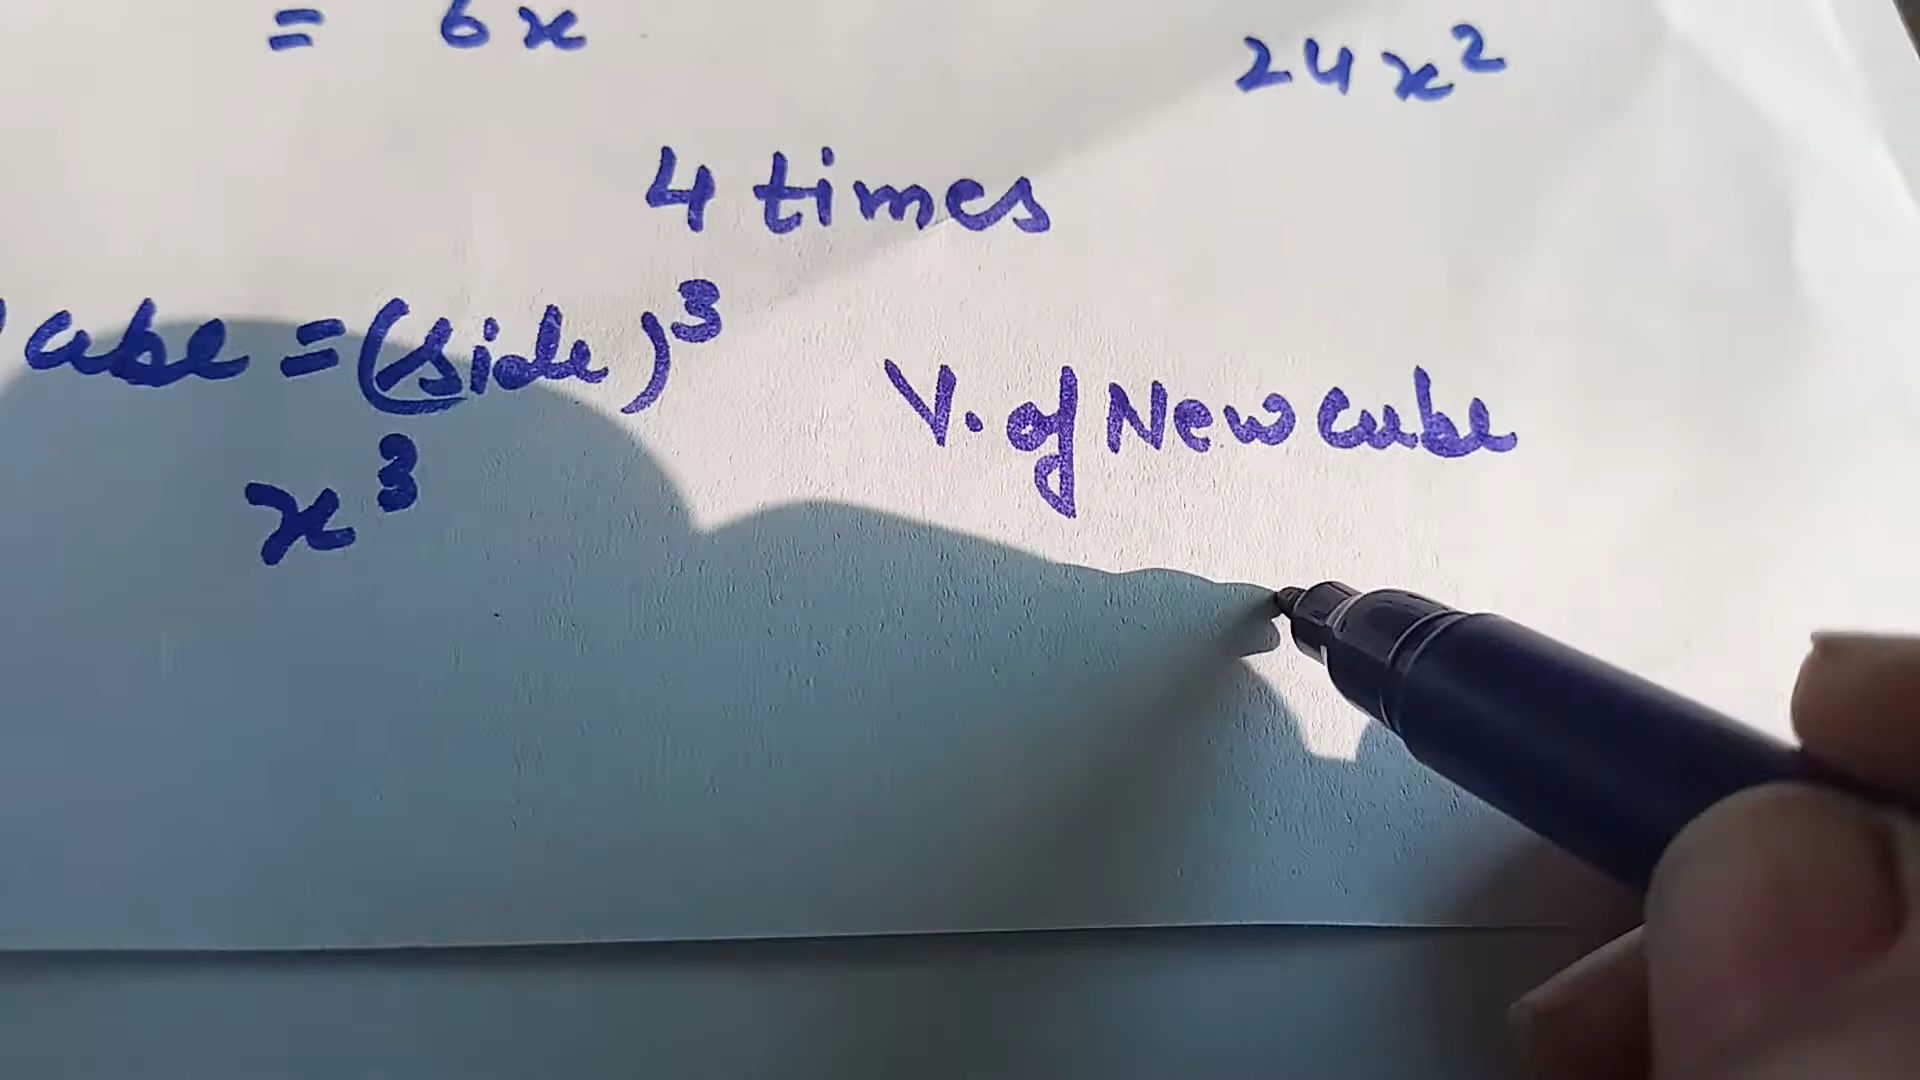 = 6x
24x²
4 times
cube = (side)³
x³
V. of New cube